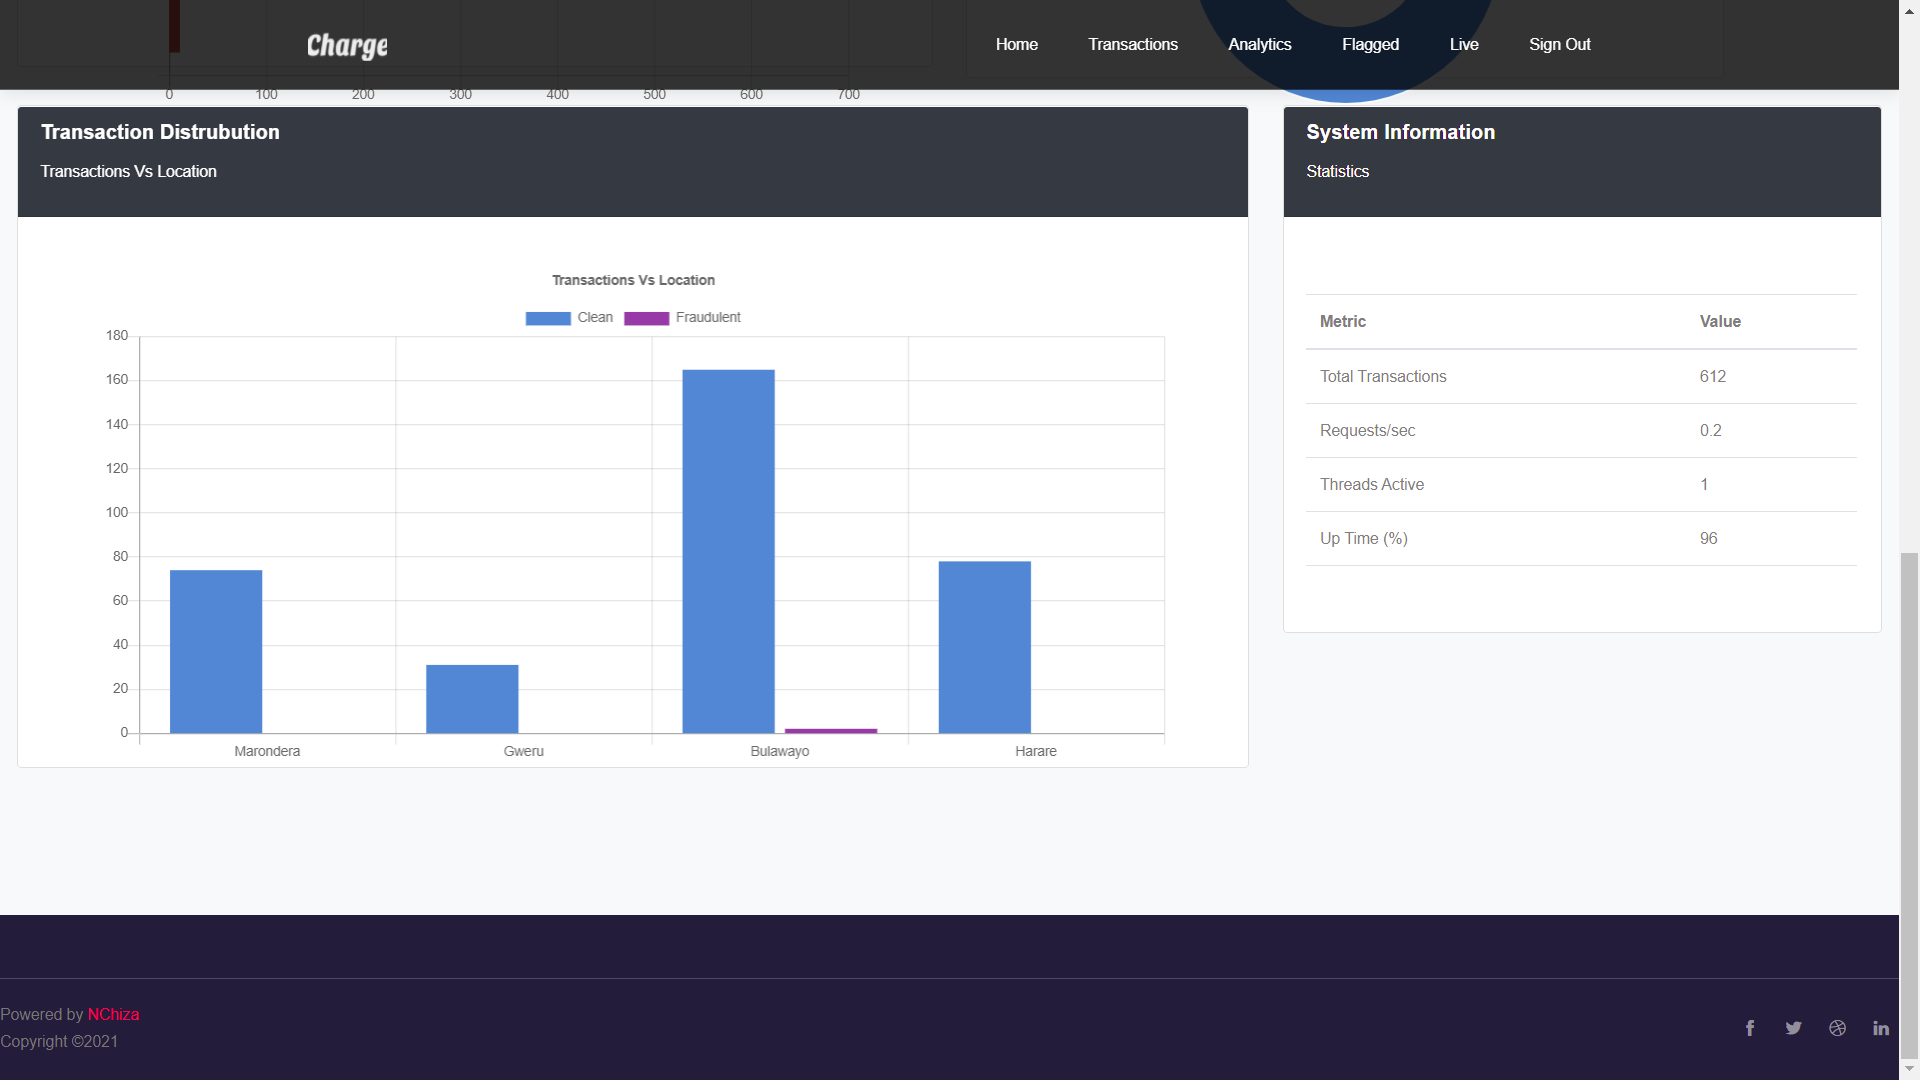 Charge
Home
Transactions
Analytics
Flagged
Live
Sign Out
0
100
200
300
400
500
600
700
Transaction Distrubution
Transactions Vs Location
Transactions Vs Location
Clean
Fraudulent
180
160
140
120
100
80
60
40
20
0
Marondera
Gweru
Bulawayo
Harare
System Information
Statistics
Metric Value
Total Transactions 612
Requests/sec 0.2
Threads Active 1
Up Time (%) 96
Powered by NChiza
Copyright ©2021